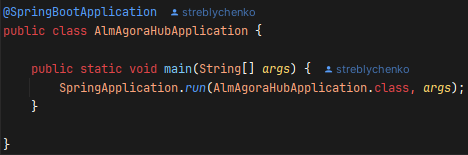 @SpringBootApplication streblychenko
public class AlmAgoraHubApplication {
public static void main(String[] args) { streblychenko
SpringApplication.run(AlmAgoraHubApplication.class, args);
}
}